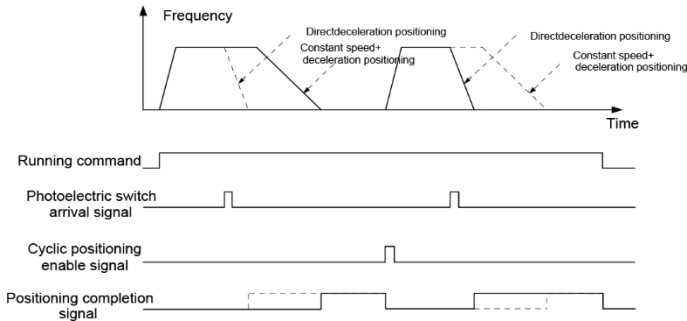 Frequency
Directdeceleration positioning
Constant speed+
deceleration positioning
Directdeceleration positioning
Constant speed+
deceleration positioning
Time
Running command
Photoelectric switch
arrival signal
Cyclic positioning
enable signal
Positioning completion
signal